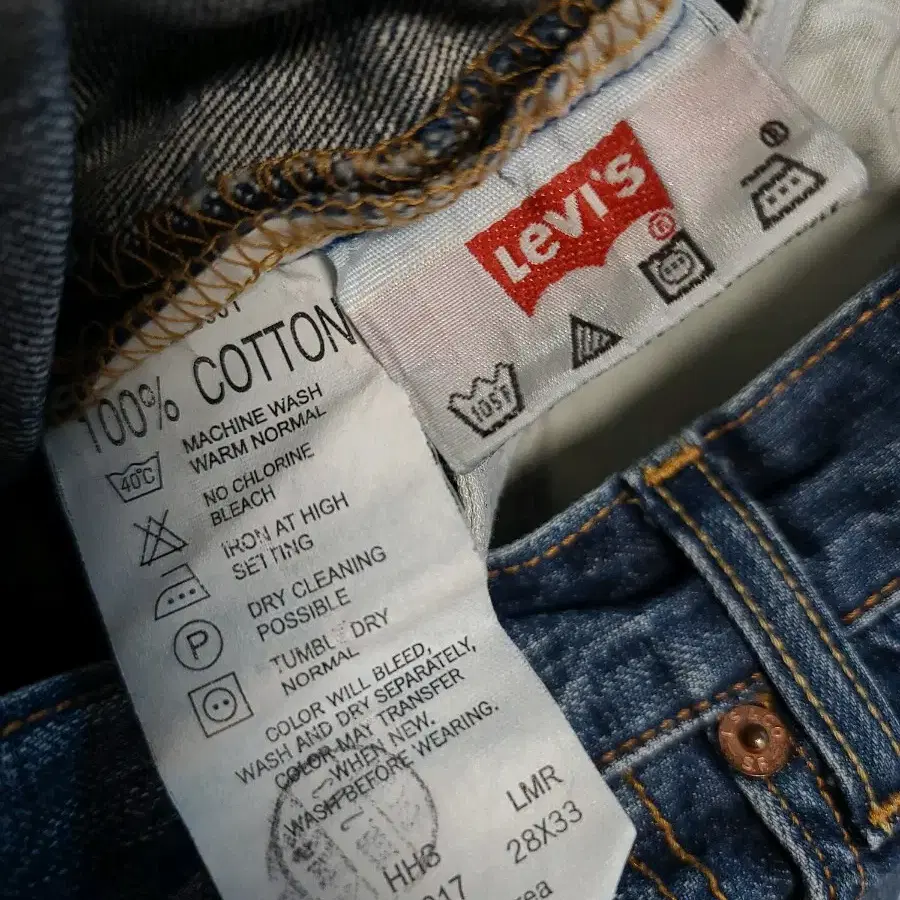 Levi's
®
®
105
100% COTTON
40°C
MACHINE WASH
WARM NORMAL
NO CHLORINE
BLEACH
IRON AT HIGH
SETTING
P
DRY CLEANING
POSSIBLE
TUMBLE DRY
NORMAL
COLOR WILL BLEED,
WASH AND DRY SEPARATELY,
COLOR MAY TRANSFER
WHEN NEW.
WASH BEFORE WEARING.
LMR
HHB 28X33